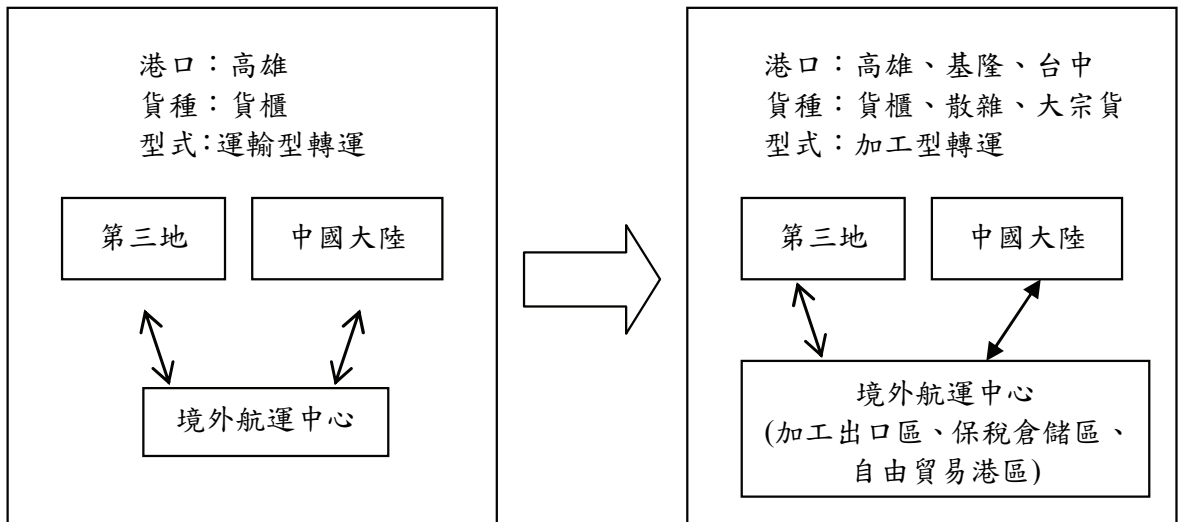 港口：高雄
貨種：貨櫃
型式：運輸型轉運
第三地
中國大陸
境外航運中心
港口：高雄、基隆、台中
貨種：貨櫃、散雜、大宗貨
型式：加工型轉運
第三地
中國大陸
境外航運中心
(加工出口區、保稅倉儲區、
自由貿易港區)